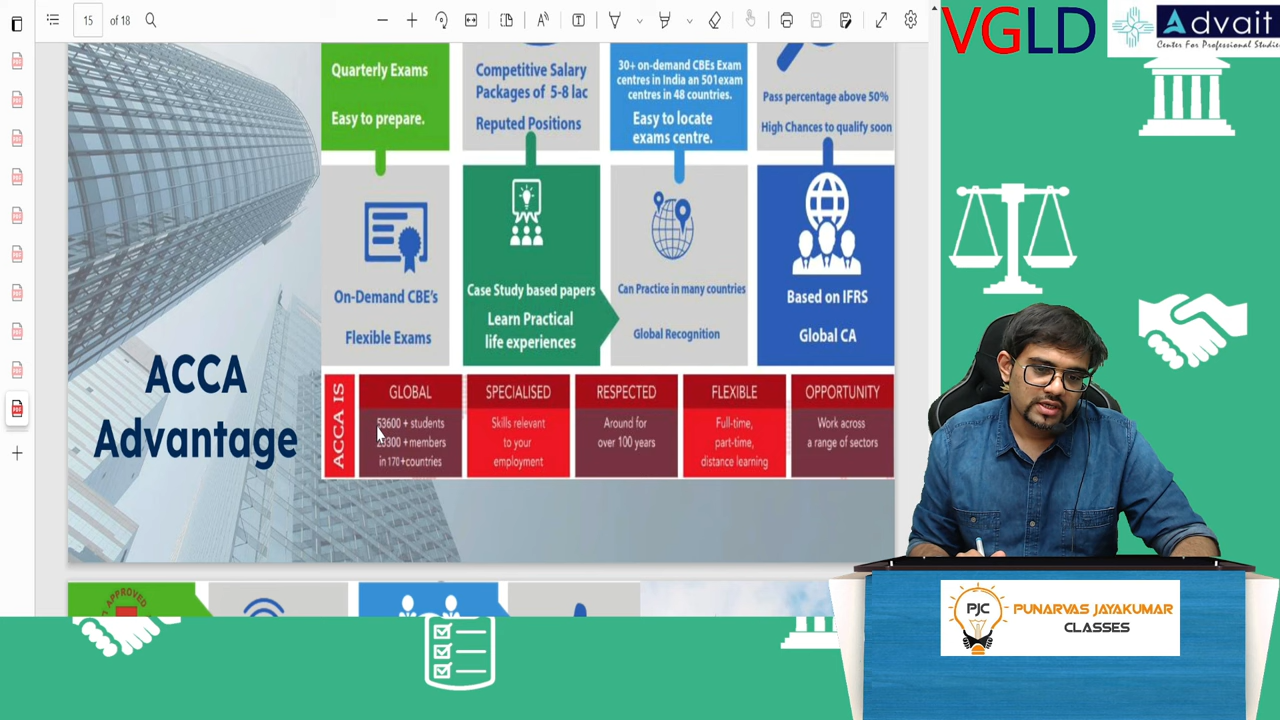 15
of 18
VGLD
Advait
Center For Professional Studies
Quarterly Exams
Easy to prepare.
Competitive Salary
Packages of 5-8 lac
Reputed Positions
30+ on-demand CBEs Exam
centres in India an 501exam
centres in 48 countries.
Easy to locate
exams centre.
Pass percentage above 50%
High Chances to qualify soon
On-Demand CBE's
Flexible Exams
Case Study based papers
Learn Practical
life experiences
Can Practice in many countries
Global Recognition
Based on IFRS
Global CA
ACCA
Advantage
ACCA IS
GLOBAL
53600 + students
300 + members
in 170+countries
SPECIALISED
Skills relevant
to your
employment
RESPECTED
Around for
over 100 years
FLEXIBLE
Full-time,
part-time,
distance learning
OPPORTUNITY
Work across
a range of sectors
APPROVED
PJC
PUNARVAS JAYAKUMAR
CLASSES